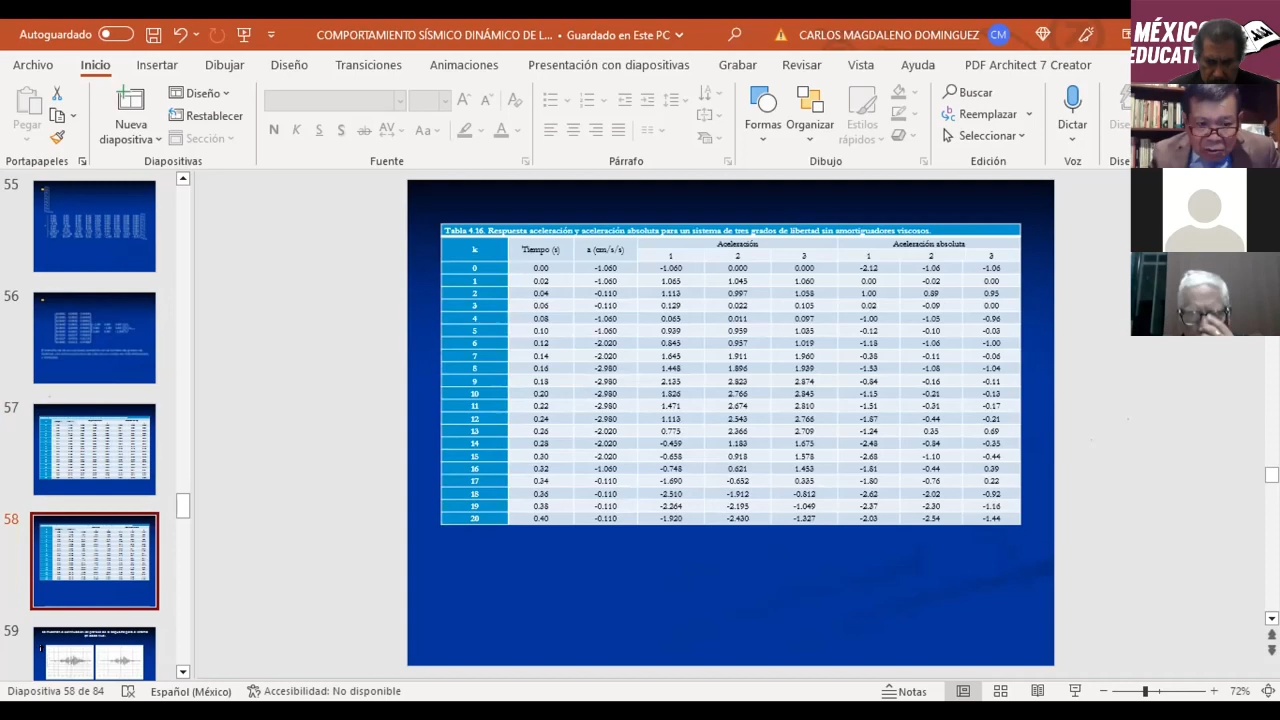 Autoguardado
COMPORTAMIENTO SÍSMICO DINÁMICO DE L... • Guardado en Este PC
CARLOS MAGDALENO DOMINGUEZ CM
MÉXICO
EDUCAT
Archivo Inicio Insertar Dibujar Diseño Transiciones Animaciones Presentación con diapositivas Grabar Revisar Vista Ayuda PDF Architect 7 Creator
Pegar
Nueva diapositiva
Diseño
Restablecer
Sección
N K S S ab AV Aa A
Formas Organizar Estilos rápidos
Buscar
Reemplazar
Seleccionar
Dictar
Dise
Portapapeles Diapositivas Fuente Párrafo Dibujo Edición Voz Dise
55
56
57
58
59
Tabla 4.16. Respuesta aceleración y aceleración absoluta para un sistema de tres grados de libertad sin amortiguadores viscosos.
k Tiempo (s) a (cm/s/s) Aceleración Aceleración absoluta
1 2 3 1 2 3
0 0.00 -1.060 -1.060 0.000 0.000 -2.12 -1.06 -1.06
1 0.02 -1.060 1.065 1.045 1.060 0.00 -0.02 0.00
2 0.04 -0.110 1.113 0.997 1.058 1.00 0.89 0.95
3 0.06 -0.110 0.129 0.022 0.105 0.02 -0.09 0.00
4 0.08 -1.060 0.065 0.011 0.097 -1.00 -1.05 -0.96
5 0.10 -1.060 0.939 0.959 1.035 -0.12 -0.10 -0.03
6 0.12 -2.020 0.845 0.957 1.019 -1.18 -1.06 -1.00
7 0.14 -2.020 1.645 1.911 1.960 -0.38 -0.11 -0.06
8 0.16 -2.980 1.448 1.896 1.939 -1.53 -1.08 -1.04
9 0.18 -2.980 2.135 2.823 2.874 -0.84 -0.16 -0.11
10 0.20 -2.980 1.826 2.766 2.845 -1.15 -0.21 -0.13
11 0.22 -2.980 1.471 2.674 2.810 -1.51 -0.31 -0.17
12 0.24 -2.980 1.113 2.543 2.766 -1.87 -0.44 -0.21
13 0.26 -2.020 0.775 2.366 2.709 -1.24 0.35 0.69
14 0.28 -2.020 -0.459 1.183 1.675 -2.48 -0.84 -0.35
15 0.30 -2.020 -0.658 0.918 1.578 -2.68 -1.10 -0.44
16 0.32 -1.060 -0.748 0.621 1.453 -1.81 -0.44 0.39
17 0.34 -0.110 -1.690 -0.652 0.335 -1.80 -0.76 0.22
18 0.36 -0.110 -2.510 -1.912 -0.812 -2.62 -2.02 -0.92
19 0.38 -0.110 -2.264 -2.195 -1.049 -2.37 -2.30 -1.16
20 0.40 -0.110 -1.920 -2.430 -1.327 -2.03 -2.54 -1.44
Diapositiva 58 de 84 Español (México) Accesibilidad: No disponible Notas 72%